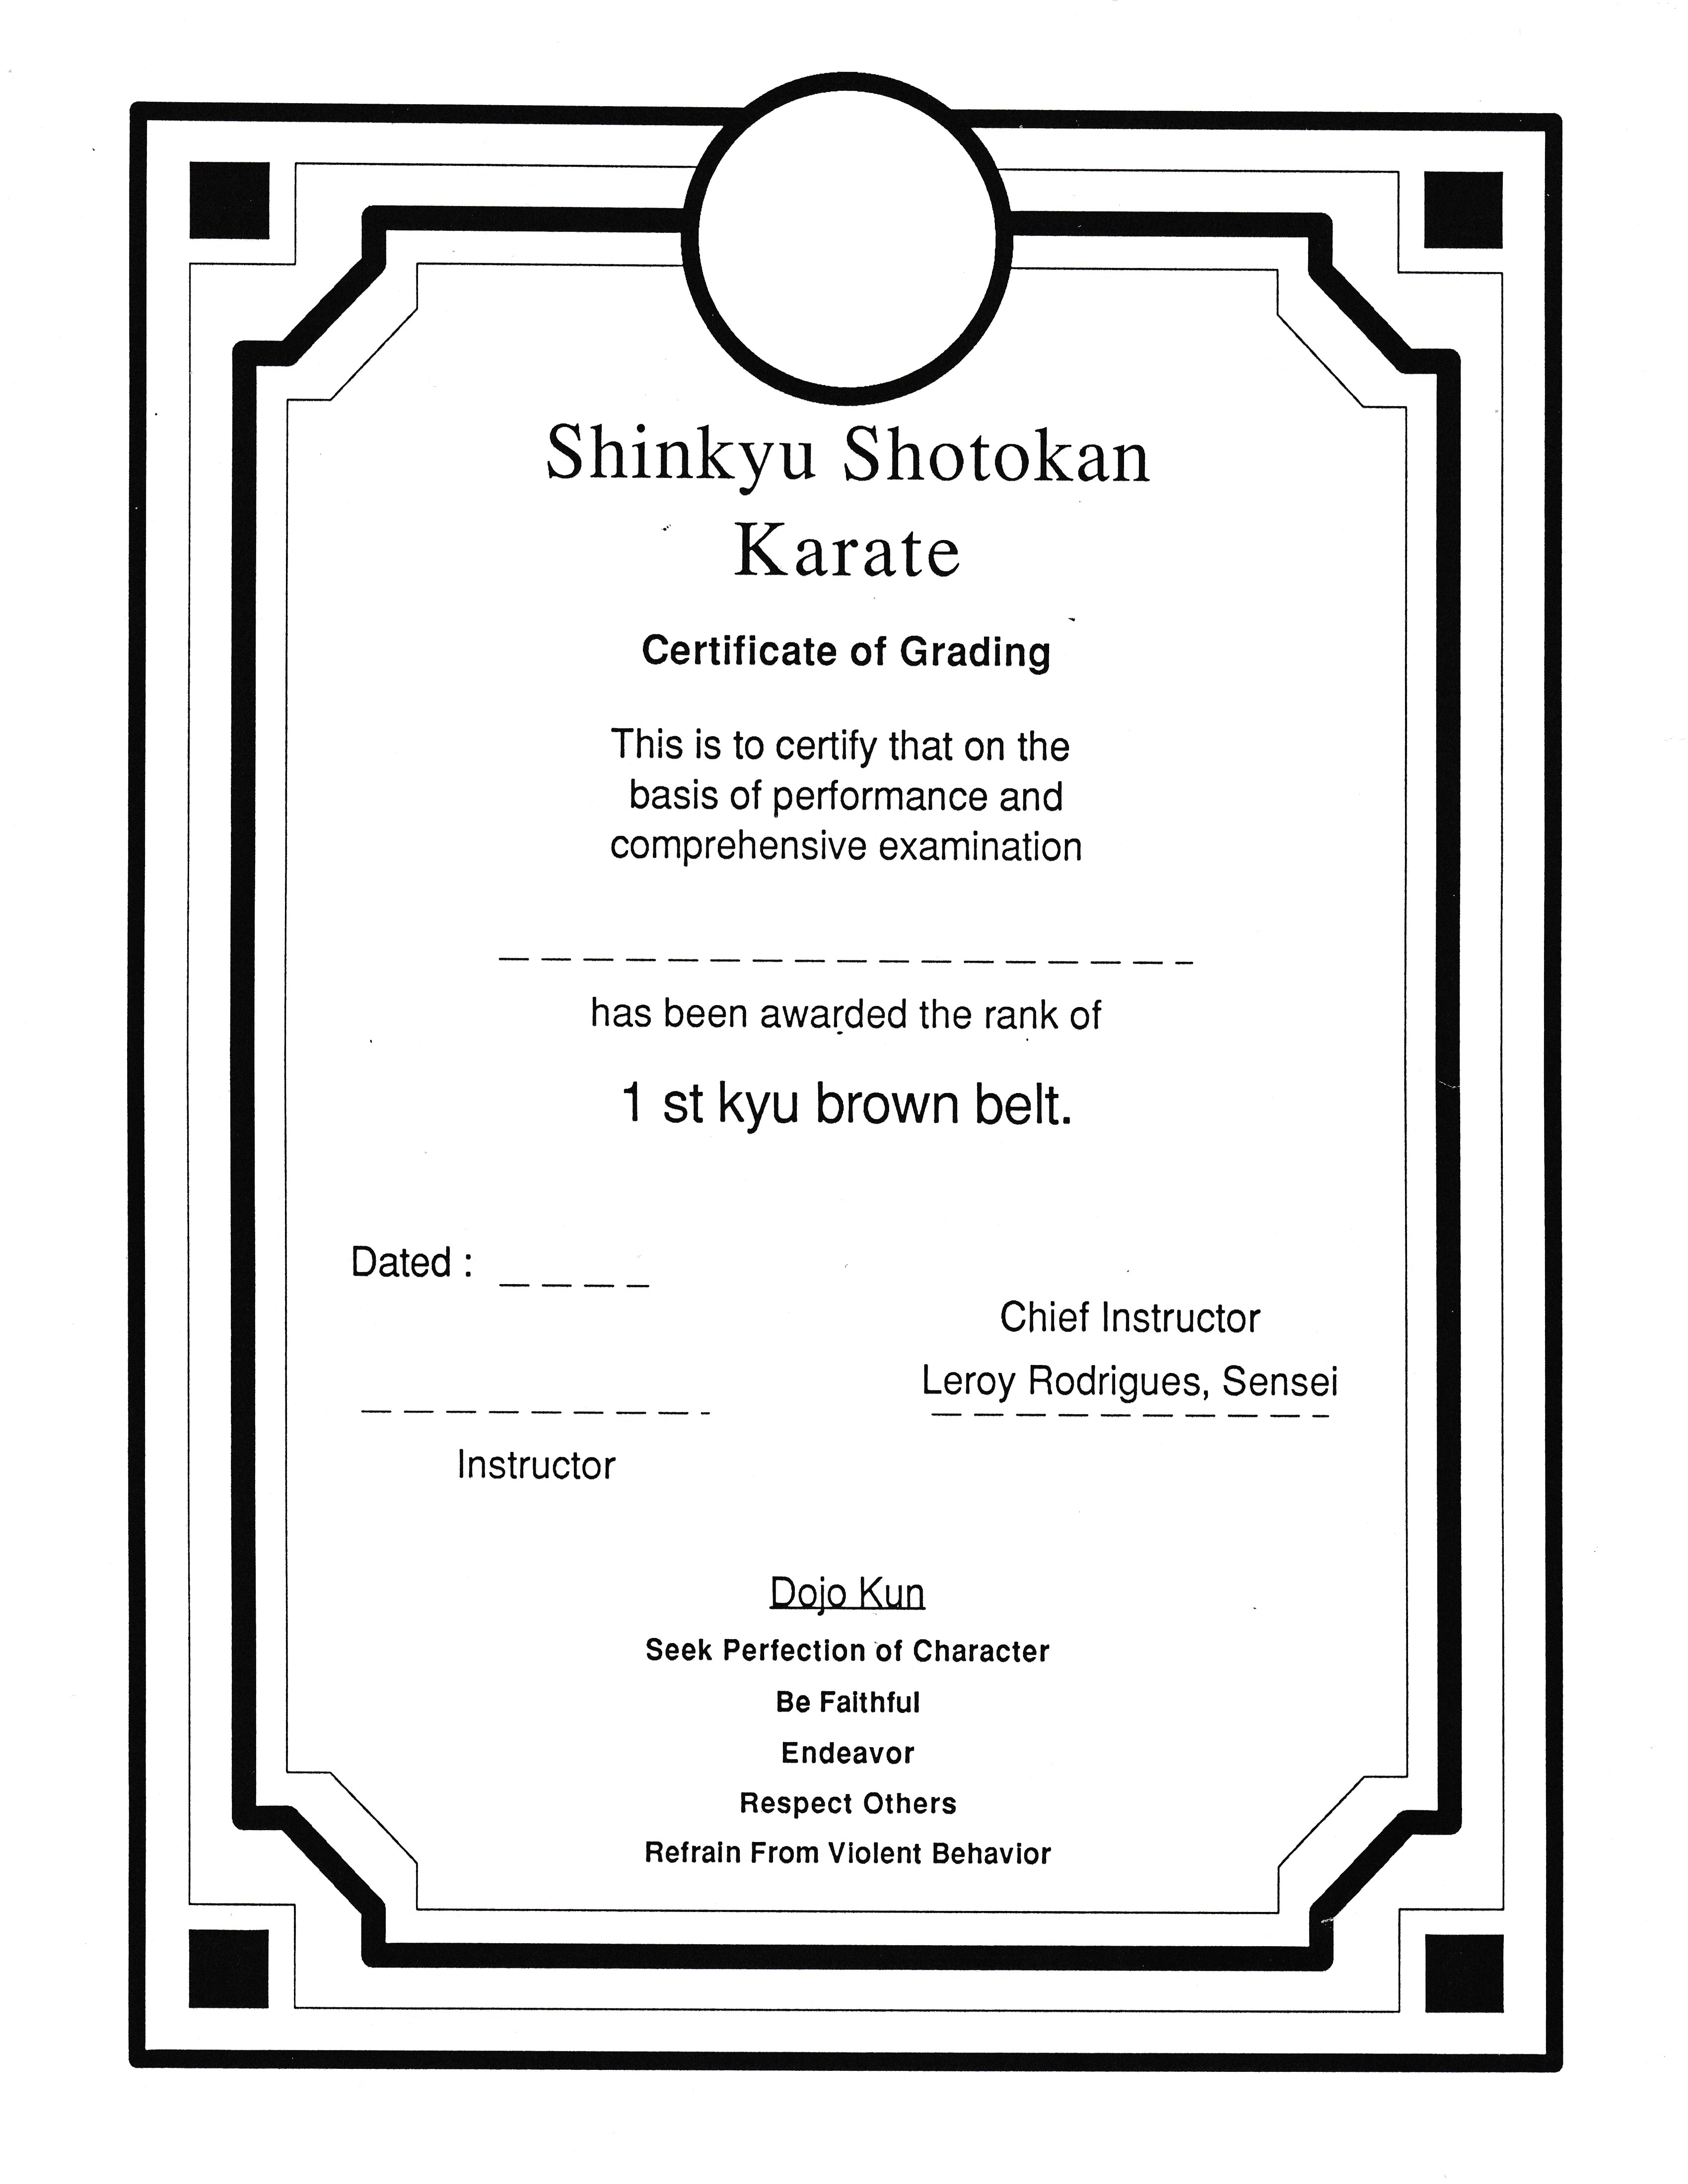 Shinkyu Shotokan
Karate
Certificate of Grading
This is to certify that on the
basis of performance and
comprehensive examination
has been awarded the rank of
1 st kyu brown belt.
Dated :
Chief Instructor
Leroy Rodrigues, Sensei
Instructor
Dojo Kun
Seek Perfection of Character
Be Faithful
Endeavor
Respect Others
Refrain From Violent Behavior